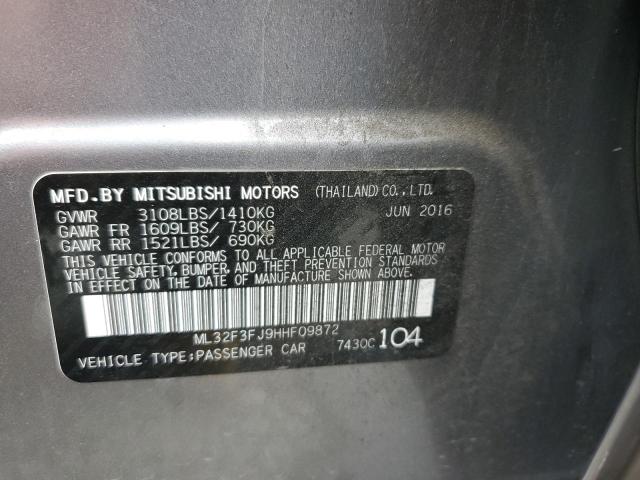 MFD.BY MITSUBISHI MOTORS (THAILAND)CO.,LTD.
GVWR 3108LBS/1410KG JUN 2016
GAWR FR 1609LBS/ 730KG
GAWR RR 1521LBS/ 690KG
THIS VEHICLE CONFORMS TO ALL APPLICABLE FEDERAL MOTOR
VEHICLE SAFETY, BUMPER, AND THEFT PREVENTION STANDARDS
IN EFFECT ON THE DATE OF MANUFACTURE SHOWN ABOVE.
ML32F3FJ9HHF09872
VEHICLE TYPE:PASSENGER CAR 7430C 104